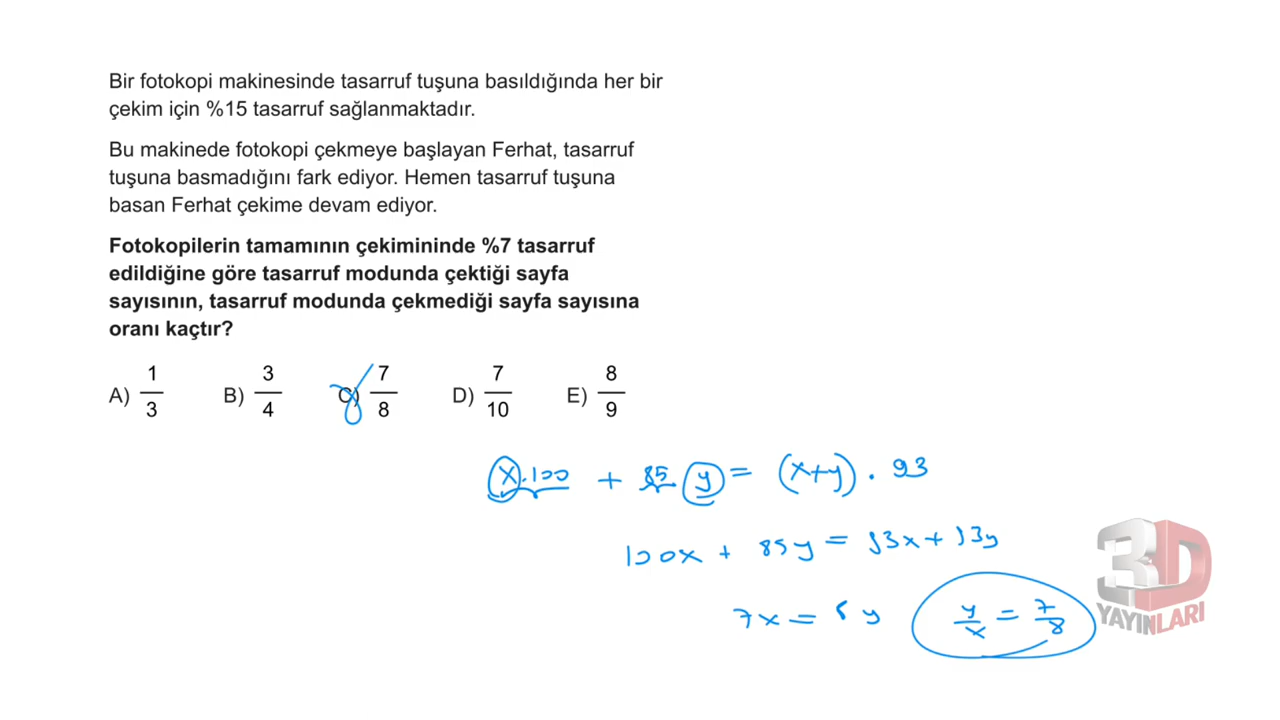 Bir fotokopi makinesinde tasarruf tuşuna basıldığında her bir
çekim için %15 tasarruf sağlanmaktadır.
Bu makinede fotokopi çekmeye başlayan Ferhat, tasarruf
tuşuna basmadığını fark ediyor. Hemen tasarruf tuşuna
basan Ferhat çekime devam ediyor.
Fotokopilerin tamamının çekimininde %7 tasarruf
edildiğine göre tasarruf modunda çektiği sayfa
sayısının, tasarruf modunda çekmediği sayfa sayısına
oranı kaçtır?
A) 1/3 B) 3/4 C) 7/8 D) 7/10 E) 8/9
x.100 + 85 y = (x+y) . 93
100x + 85y = 93x + 93y
7x = 8y y/x = 7/8
3D
YAYINLARI